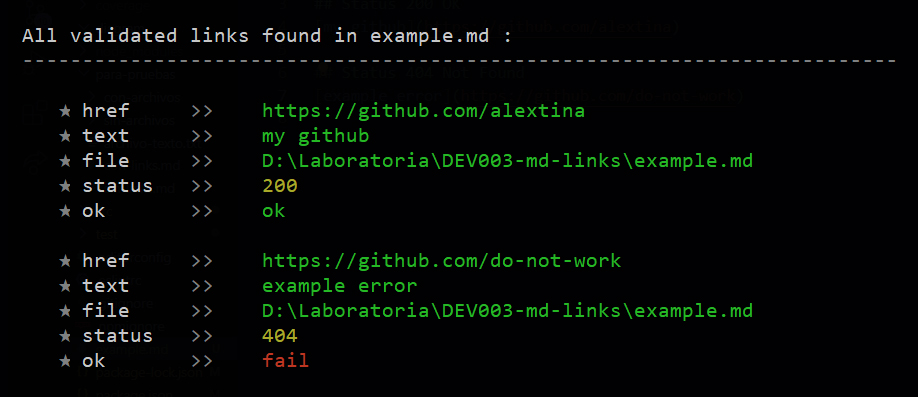 All validated links found in example.md :
-------------------------------------------------------------------------
★ href >> https://github.com/alextina
★ text >> my github
★ file >> D:\Laboratoria\DEV003-md-links\example.md
★ status >> 200
★ ok >> ok
★ href >> https://github.com/do-not-work
★ text >> example error
★ file >> D:\Laboratoria\DEV003-md-links\example.md
★ status >> 404
★ ok >> fail